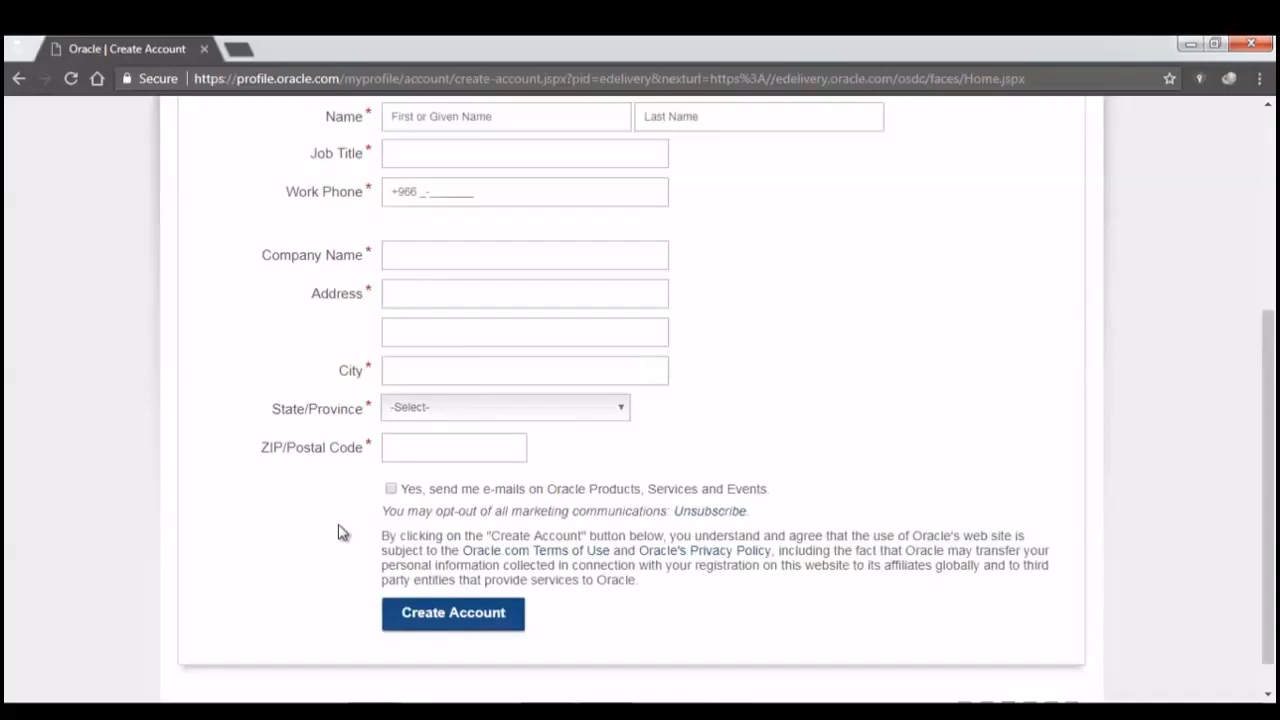 Oracle | Create Account
Secure https://profile.oracle.com/myprofile/account/create-account.jspx?pid=edelivery&nexturl=https%3A//edelivery.oracle.com/osdc/faces/Home.jspx
Name * First or Given Name Last Name
Job Title *
Work Phone * +966 _-_______
Company Name *
Address *
City *
State/Province * -Select-
ZIP/Postal Code *
Yes, send me e-mails on Oracle Products, Services and Events.
You may opt-out of all marketing communications: Unsubscribe.
By clicking on the "Create Account" button below, you understand and agree that the use of Oracle's web site is
subject to the Oracle.com Terms of Use and Oracle's Privacy Policy, including the fact that Oracle may transfer your
personal information collected in connection with your registration on this website to its affiliates globally and to third
party entities that provide services to Oracle.
Create Account